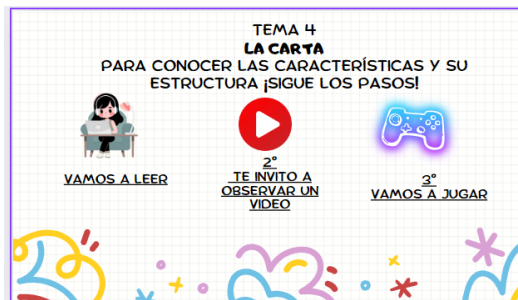 TEMA 4
LA CARTA
PARA CONOCER LAS CARACTERÍSTICAS Y SU
ESTRUCTURA ¡SIGUE LOS PASOS!
VAMOS A LEER
2°
TE INVITO A
OBSERVAR UN
VIDEO
3°
VAMOS A JUGAR